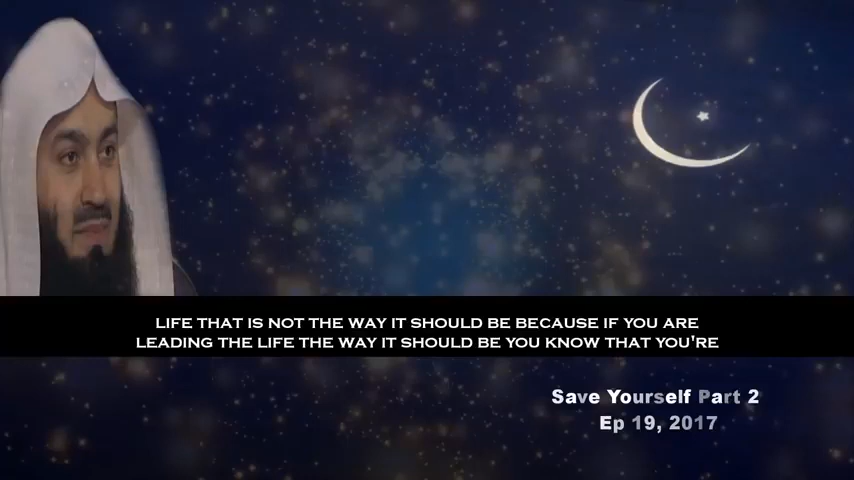 LIFE THAT IS NOT THE WAY IT SHOULD BE BECAUSE IF YOU ARE
LEADING THE LIFE THE WAY IT SHOULD BE YOU KNOW THAT YOU'RE
Save Yourself Part 2
Ep 19, 2017